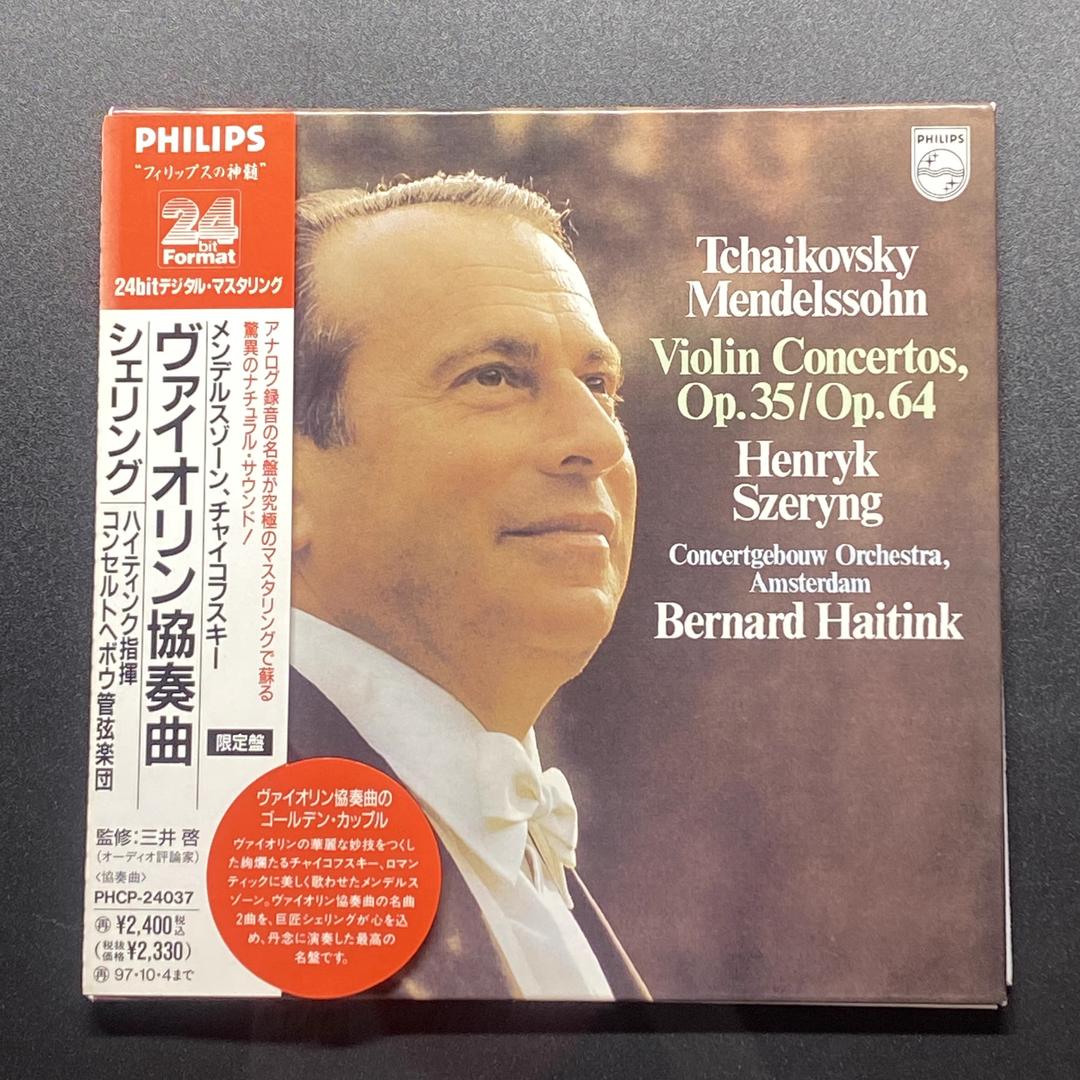 PHILIPS
“フィリップスの神髄”
24
bit
Format
24bitデジタル・マスタリング
アナログ録音の名盤が究極のマスタリングで蘇る
驚異のナチュラル・サウンド!
メンデルスゾーン、チャイコフスキー
ヴァイオリン協奏曲
シェリング
ハイティンク指揮
コンセルトヘボウ管弦楽団
限定盤
監修:三井 啓
(オーディオ評論家)
〈協奏曲〉
PHCP-24037
再 ¥2,400税込
(税抜価格¥2,330)
再 97・10・4まで
ヴァイオリン協奏曲の
ゴールデン・カップル
ヴァイオリンの華麗な妙技をつくし
た絢爛たるチャイコフスキー、ロマン
ティックに美しく歌わせたメンデルス
ゾーン。ヴァイオリン協奏曲の名曲
2曲を、巨匠シェリングが心を込
め、丹念に演奏した最高の
名盤です。
PHILIPS
Tchaikovsky
Mendelssohn
Violin Concertos,
Op.35/Op.64
Henryk
Szeryng
Concertgebouw Orchestra,
Amsterdam
Bernard Haitink